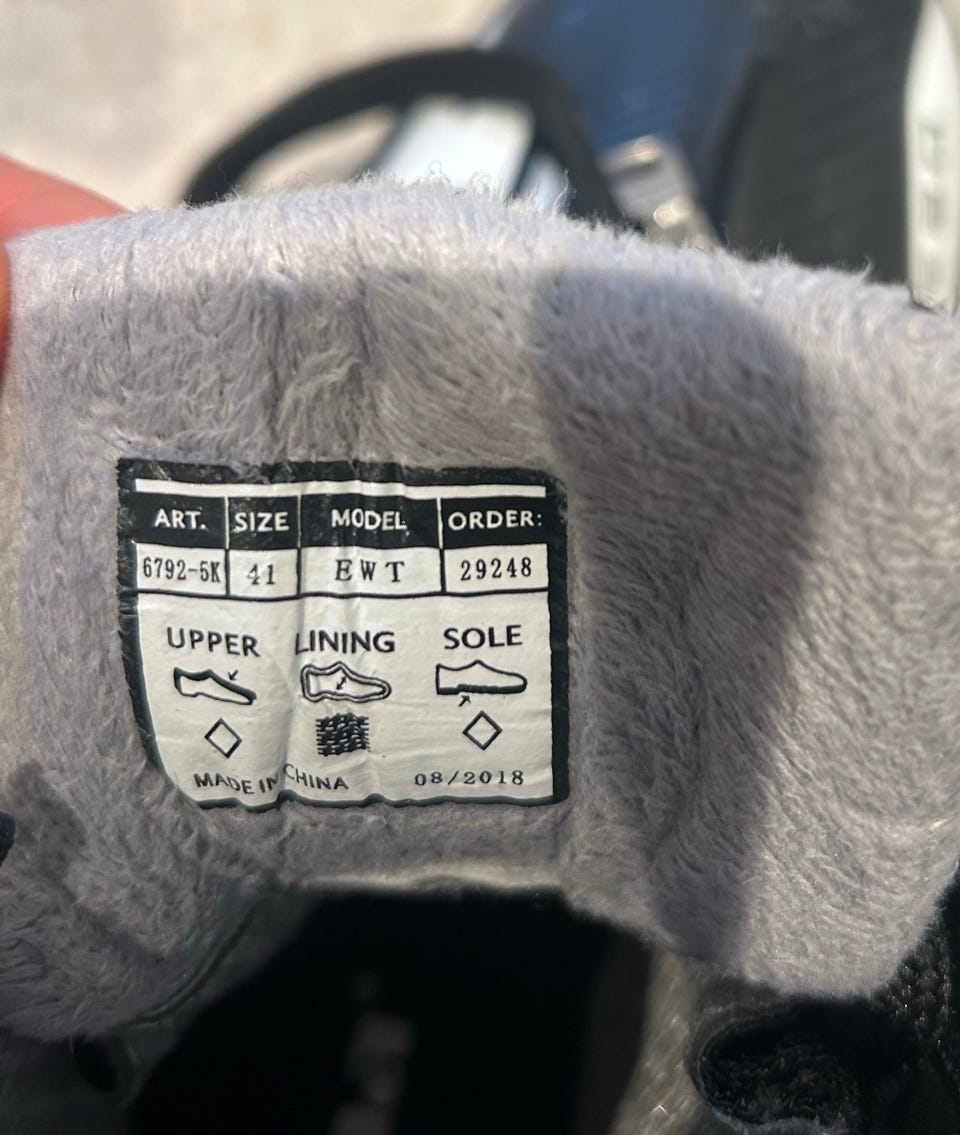 ART. SIZE MODEL ORDER:
6792-5K 41 EWT 29248
UPPER LINING SOLE
MADE IN CHINA 08/2018